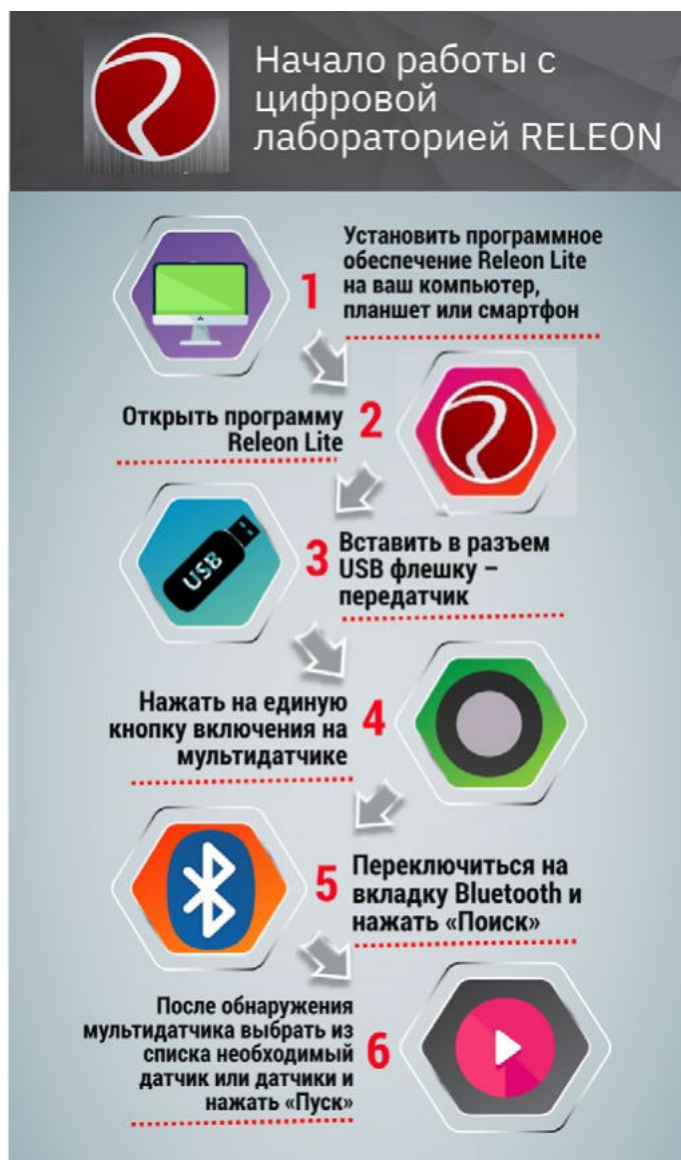 Начало работы с
цифровой
лабораторией RELEON
1
Установить программное
обеспечение Releon Lite
на ваш компьютер,
планшет или смартфон
Открыть программу
Releon Lite
2
USB
3
Вставить в разъем
USB флешку –
передатчик
Нажать на единую
кнопку включения на
мультидатчике
4
5
Переключиться на
вкладку Bluetooth и
нажать «Поиск»
После обнаружения
мультидатчика выбрать из
списка необходимый
датчик или датчики и
нажать «Пуск»
6